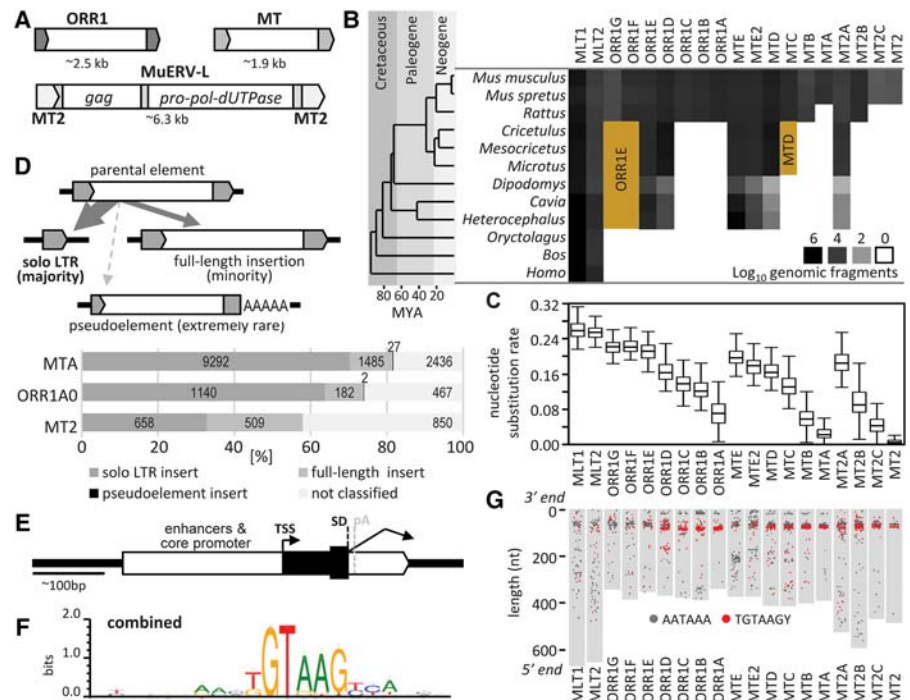 A
ORR1
MT
~2.5 kb
~1.9 kb
MuERV-L
gag
pro-pol-dUTPase
MT2
~6.3 kb
MT2
B
Cretaceous
Paleogene
Neogene
MLT1
MLT2
ORR1G
ORR1F
ORR1E
ORR1D
ORR1C
ORR1B
ORR1A
MTE
MTE2
MTD
MTC
MTB
MTA
MT2A
MT2B
MT2C
MT2
Mus musculus
Mus spretus
Rattus
Cricetulus
Mesocricetus
Microtus
Dipodomys
Cavia
Heterocephalus
Oryctolagus
Bos
Homo
ORR1E
MTD
6 4 2 0
Log10 genomic fragments
80 60 40 20
MYA
D
parental element
solo LTR
(majority)
full-length insertion
(minority)
AAAAA
pseudoelement (extremely rare)
27
MTA 9292 1485 2436
2
ORR1A0 1140 182 467
MT2 658 509 850
0 20 40 60 80 100
[%]
solo LTR insert
full-length insert
pseudoelement insert
not classified
C
nucleotide
substitution rate
0.32
0.24
0.16
0.08
0.00
MLT1
MLT2
ORR1G
ORR1F
ORR1E
ORR1D
ORR1C
ORR1B
ORR1A
MTE
MTE2
MTD
MTC
MTB
MTA
MT2A
MT2B
MT2C
MT2
E
enhancers &
core promoter
TSS
SD
pA
~100bp
F
combined
bits
2.0
1.0
0.0
GTAAG
G
3' end
0
200
400
600
5' end
length (nt)
AATAAA
TGTAAGY
MLT1
MLT2
ORR1G
ORR1F
ORR1E
ORR1D
ORR1C
ORR1B
ORR1A
MTE
MTE2
MTD
MTC
MTB
MTA
MT2A
MT2B
MT2C
MT2